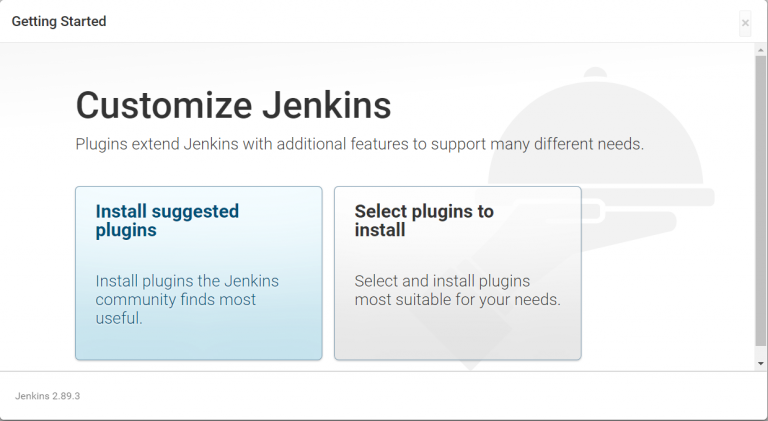 Getting Started
×
Customize Jenkins
Plugins extend Jenkins with additional features to support many different needs.
Install suggested
plugins
Install plugins the Jenkins
community finds most
useful.
Select plugins to
install
Select and install plugins
most suitable for your needs.
Jenkins 2.89.3